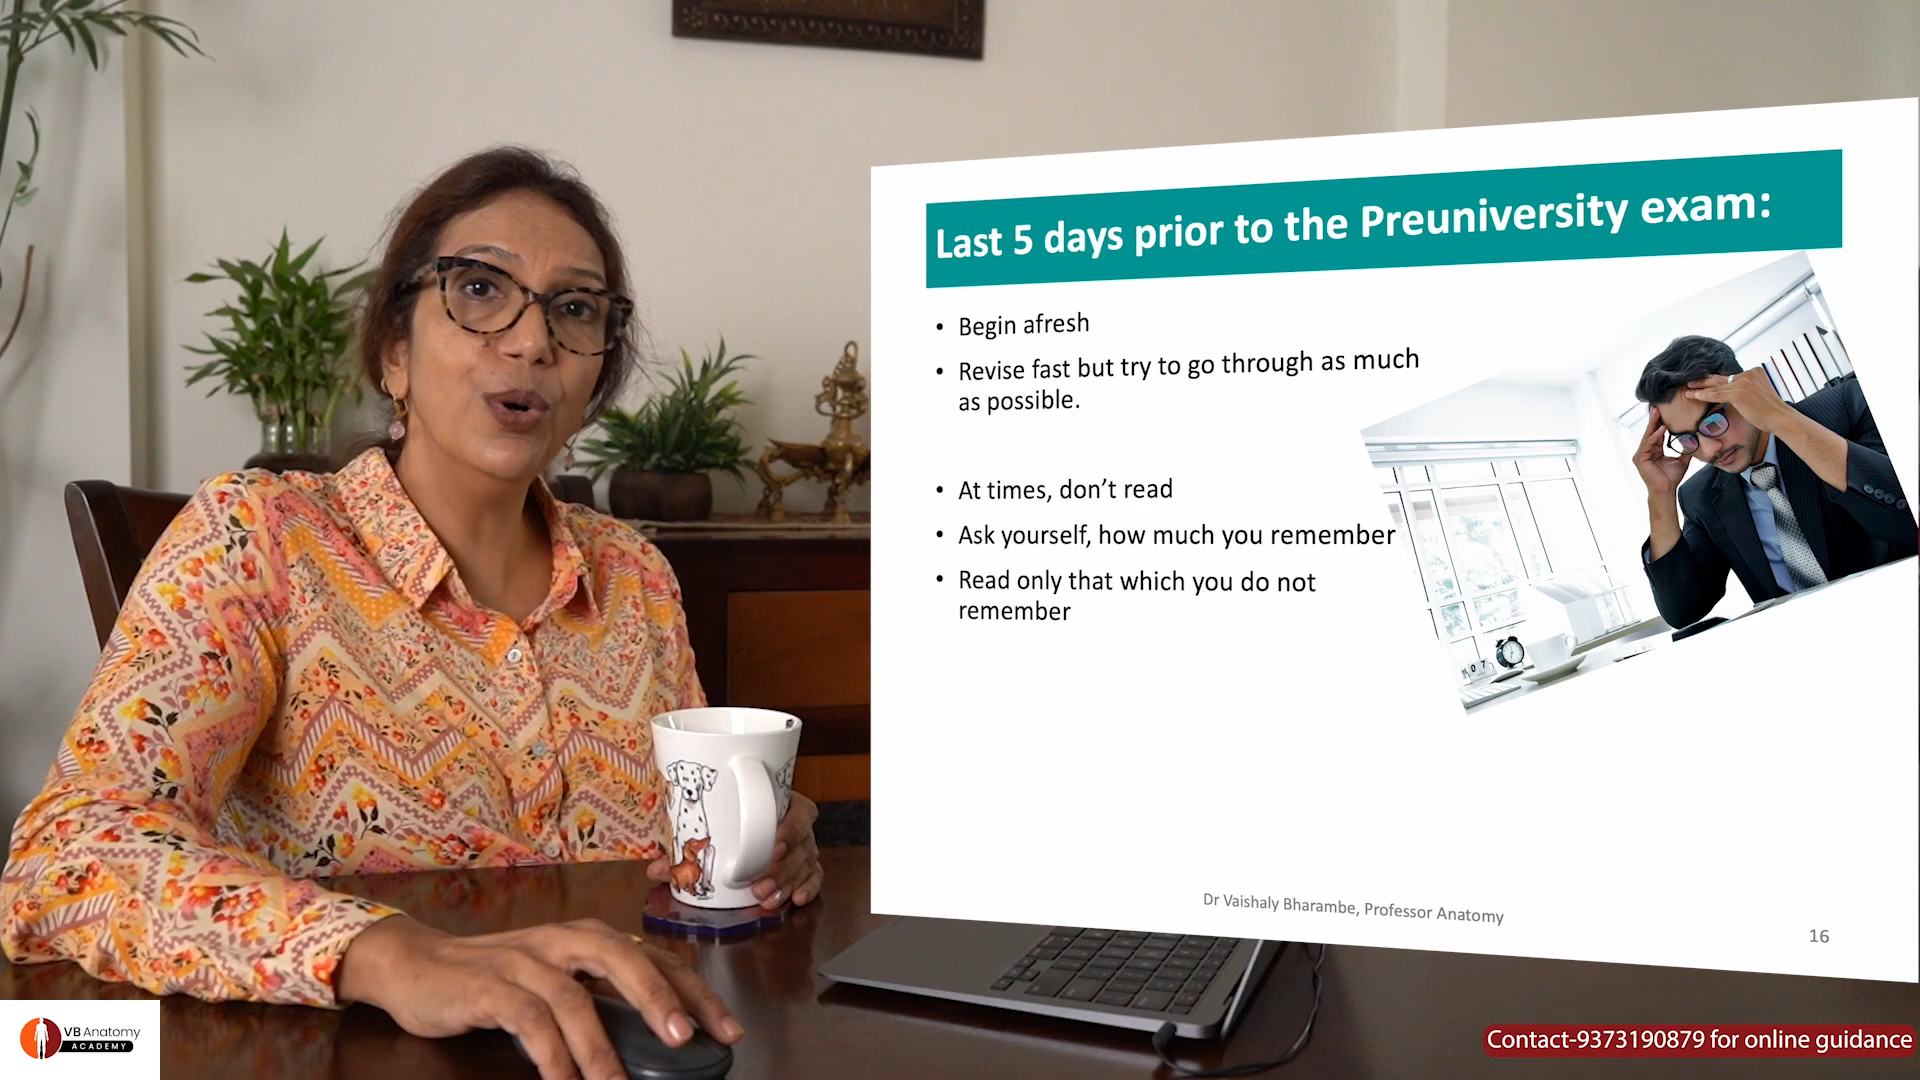 Last 5 days prior to the Preuniversity exam:
• Begin afresh
• Revise fast but try to go through as much
as possible.
• At times, don’t read
• Ask yourself, how much you remember
• Read only that which you do not
remember
07
Dr Vaishaly Bharambe, Professor Anatomy
16
VB Anatomy
ACADEMY
Contact-9373190879 for online guidance